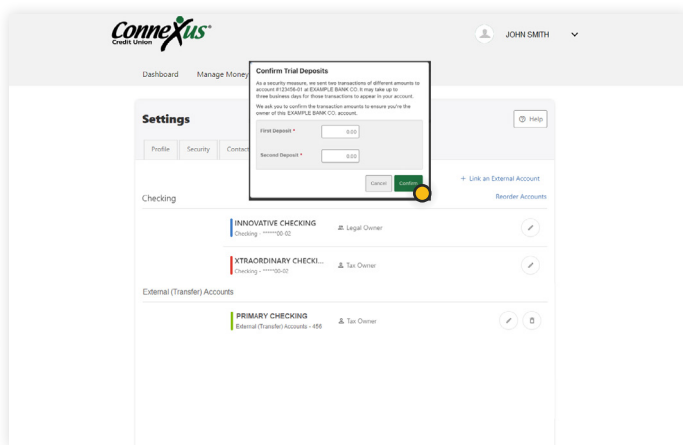 Connexus
Credit Union
JOHN SMITH
Dashboard Manage Money
Confirm Trial Deposits
As a security measure, we sent two transactions of different amounts to
account #123456-01 at EXAMPLE BANK CO. It may take up to
three business days for those transactions to appear in your account.
We ask you to confirm the transaction amounts to ensure you're the
owner of this EXAMPLE BANK CO. account.
First Deposit * 0.00
Second Deposit * 0.00
Cancel Confirm
Settings
Help
Profile Security Contact
+ Link an External Account
Checking
Reorder Accounts
INNOVATIVE CHECKING
Checking - ******00-02
Legal Owner
XTRAORDINARY CHECKI...
Checking - ******00-02
Tax Owner
External (Transfer) Accounts
PRIMARY CHECKING
External (Transfer) Accounts - 456
Tax Owner